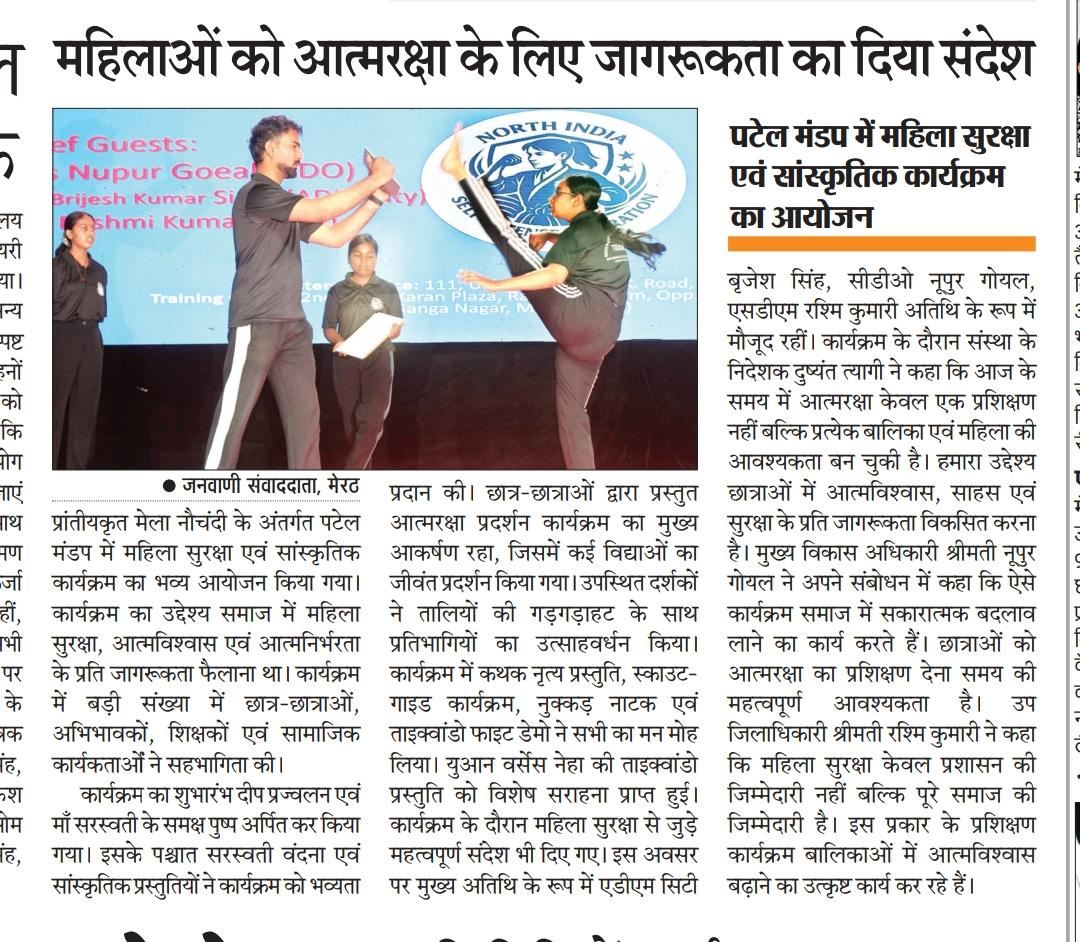 महिलाओं को आत्मरक्षा के लिए जागरूकता का दिया संदेश
ef Guests:
Nupur Goeal
DO)
Brijesh Kumar Si
shmi Kuma
NORTH INDIA
Training
Karan Plaza,
Road,
Opp.
anga Nagar,
● जनवाणी संवाददाता, मेरठ
प्रांतीयकृत मेला नौचंदी के अंतर्गत पटेल
मंडप में महिला सुरक्षा एवं सांस्कृतिक
कार्यक्रम का भव्य आयोजन किया गया।
कार्यक्रम का उद्देश्य समाज में महिला
सुरक्षा, आत्मविश्वास एवं आत्मनिर्भरता
के प्रति जागरूकता फैलाना था। कार्यक्रम
में बड़ी संख्या में छात्र-छात्राओं,
अभिभावकों, शिक्षकों एवं सामाजिक
कार्यकर्ताओं ने सहभागिता की।
कार्यक्रम का शुभारंभ दीप प्रज्वलन एवं
माँ सरस्वती के समक्ष पुष्प अर्पित कर किया
गया। इसके पश्चात सरस्वती वंदना एवं
सांस्कृतिक प्रस्तुतियों ने कार्यक्रम को भव्यता
प्रदान की। छात्र-छात्राओं द्वारा प्रस्तुत
आत्मरक्षा प्रदर्शन कार्यक्रम का मुख्य
आकर्षण रहा, जिसमें कई विद्याओं का
जीवंत प्रदर्शन किया गया। उपस्थित दर्शकों
ने तालियों की गड़गड़ाहट के साथ
प्रतिभागियों का उत्साहवर्धन किया।
कार्यक्रम में कथक नृत्य प्रस्तुति, स्काउट-
गाइड कार्यक्रम, नुक्कड़ नाटक एवं
ताइक्वांडो फाइट डेमो ने सभी का मन मोह
लिया। युआन वर्सेस नेहा की ताइक्वांडो
प्रस्तुति को विशेष सराहना प्राप्त हुई।
कार्यक्रम के दौरान महिला सुरक्षा से जुड़े
महत्वपूर्ण संदेश भी दिए गए। इस अवसर
पर मुख्य अतिथि के रूप में एडीएम सिटी
पटेल मंडप में महिला सुरक्षा
एवं सांस्कृतिक कार्यक्रम
का आयोजन
बृजेश सिंह, सीडीओ नूपुर गोयल,
एसडीएम रश्मि कुमारी अतिथि के रूप में
मौजूद रहीं। कार्यक्रम के दौरान संस्था के
निदेशक दुष्यंत त्यागी ने कहा कि आज के
समय में आत्मरक्षा केवल एक प्रशिक्षण
नहीं बल्कि प्रत्येक बालिका एवं महिला की
आवश्यकता बन चुकी है। हमारा उद्देश्य
छात्राओं में आत्मविश्वास, साहस एवं
सुरक्षा के प्रति जागरूकता विकसित करना
है। मुख्य विकास अधिकारी श्रीमती नूपुर
गोयल ने अपने संबोधन में कहा कि ऐसे
कार्यक्रम समाज में सकारात्मक बदलाव
लाने का कार्य करते हैं। छात्राओं को
आत्मरक्षा का प्रशिक्षण देना समय की
महत्वपूर्ण आवश्यकता है। उप
जिलाधिकारी श्रीमती रश्मि कुमारी ने कहा
कि महिला सुरक्षा केवल प्रशासन की
जिम्मेदारी नहीं बल्कि पूरे समाज की
जिम्मेदारी है। इस प्रकार के प्रशिक्षण
कार्यक्रम बालिकाओं में आत्मविश्वास
बढ़ाने का उत्कृष्ट कार्य कर रहे हैं।